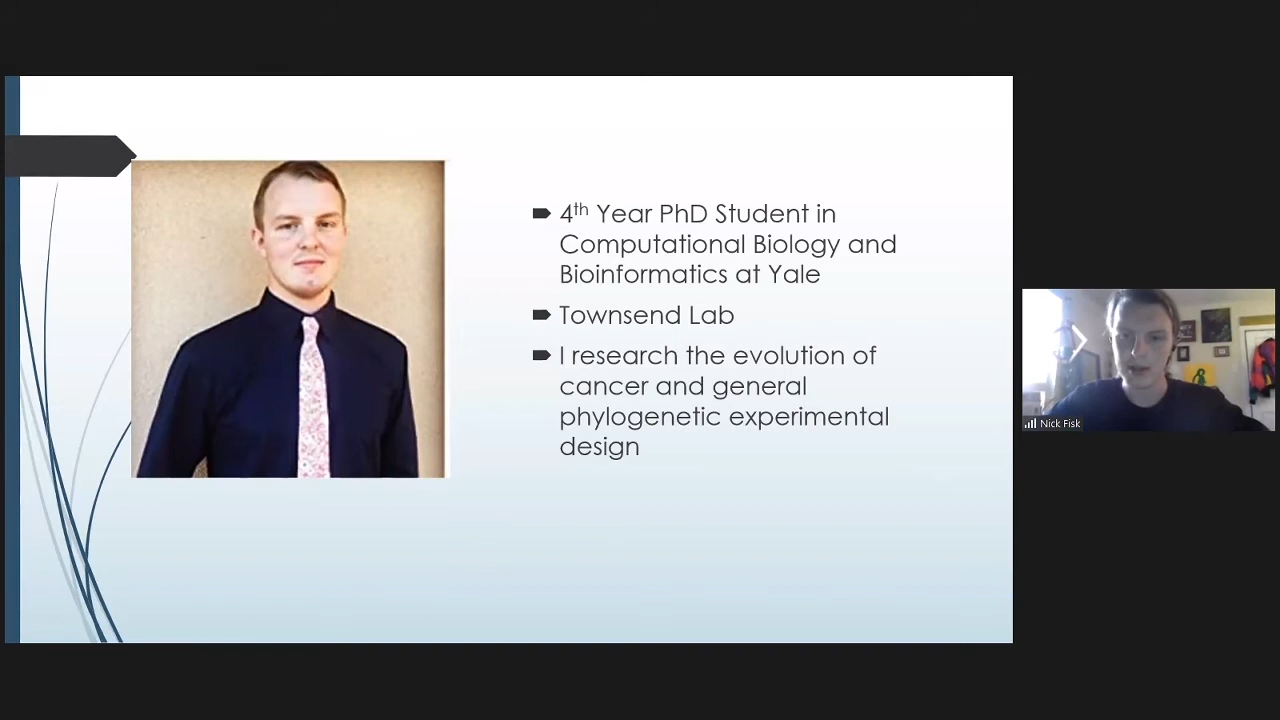 4th Year PhD Student in
Computational Biology and
Bioinformatics at Yale
Townsend Lab
I research the evolution of
cancer and general
phylogenetic experimental
design
Nick Fisk